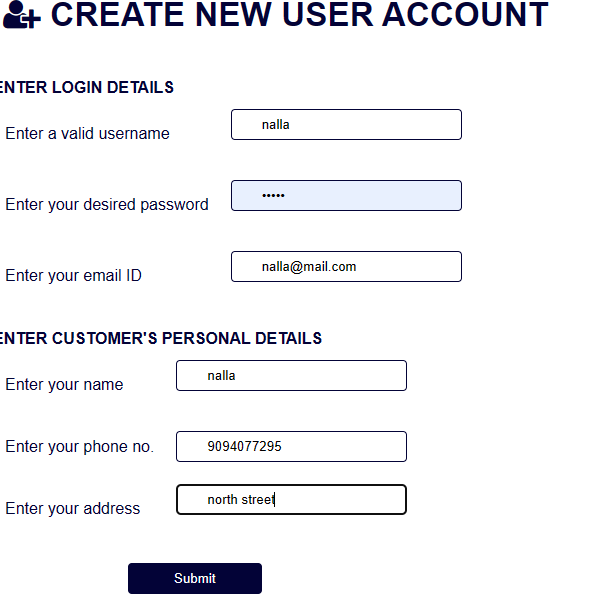 CREATE NEW USER ACCOUNT
ENTER LOGIN DETAILS
Enter a valid username nalla
Enter your desired password •••••
Enter your email ID nalla@mail.com
ENTER CUSTOMER'S PERSONAL DETAILS
Enter your name nalla
Enter your phone no. 9094077295
Enter your address north street
Submit